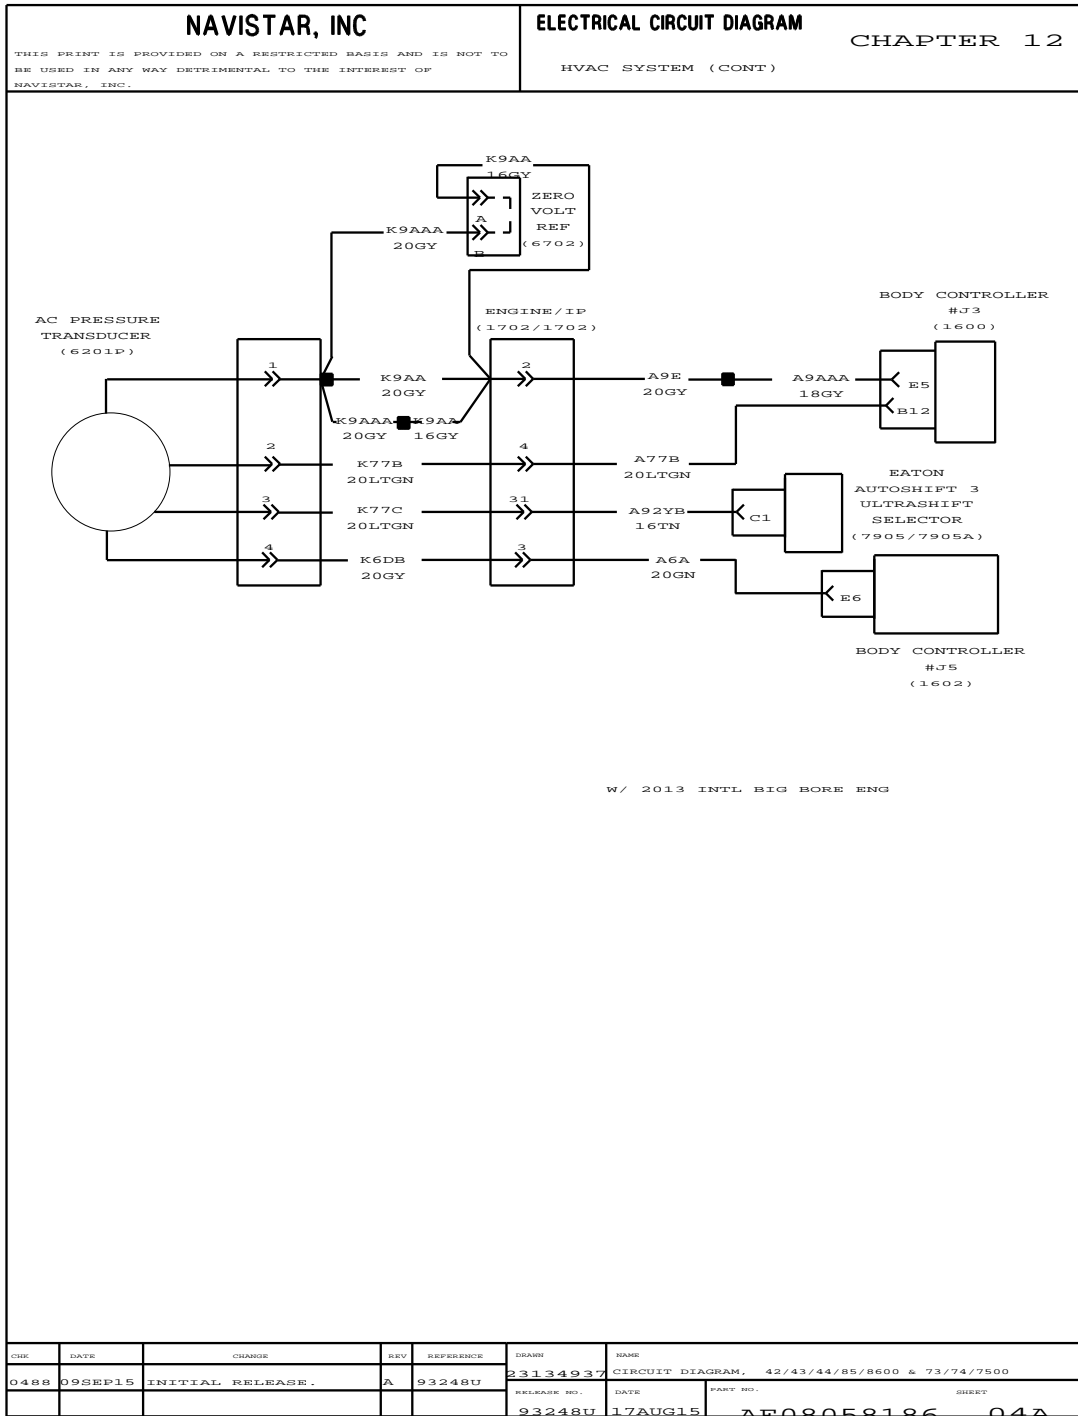 NAVISTAR, INC
THIS PRINT IS PROVIDED ON A RESTRICTED BASIS AND IS NOT TO
BE USED IN ANY WAY DETRIMENTAL TO THE INTEREST OF
NAVISTAR, INC.
ELECTRICAL CIRCUIT DIAGRAM
CHAPTER 12
HVAC SYSTEM (CONT)
K9AA
16GY
ZERO
VOLT
REF
(6702)
A
B
K9AAA
20GY
ENGINE/IP
(1702/1702)
BODY CONTROLLER
#J3
(1600)
AC PRESSURE
TRANSDUCER
(6201P)
1
K9AA
20GY
2
A9E
20GY
A9AAA
18GY
E5
B12
K9AAA
20GY
K9AA
16GY
2
K77B
20LTGN
4
A77B
20LTGN
EATON
AUTOSHIFT 3
ULTRASHIFT
SELECTOR
(7905/7905A)
3
K77C
20LTGN
31
A92YB
16TN
C1
4
K6DB
20GY
3
A6A
20GN
E6
BODY CONTROLLER
#J5
(1602)
W/ 2013 INTL BIG BORE ENG
CHK DATE CHANGE REV REFERENCE
0488 09SEP15 INITIAL RELEASE. A 93248U
DRAWN
23134937
NAME
CIRCUIT DIAGRAM, 42/43/44/85/8600 & 73/74/7500
RELEASE NO. DATE PART NO. SHEET
93248U 17AUG15 AF08058186 04A